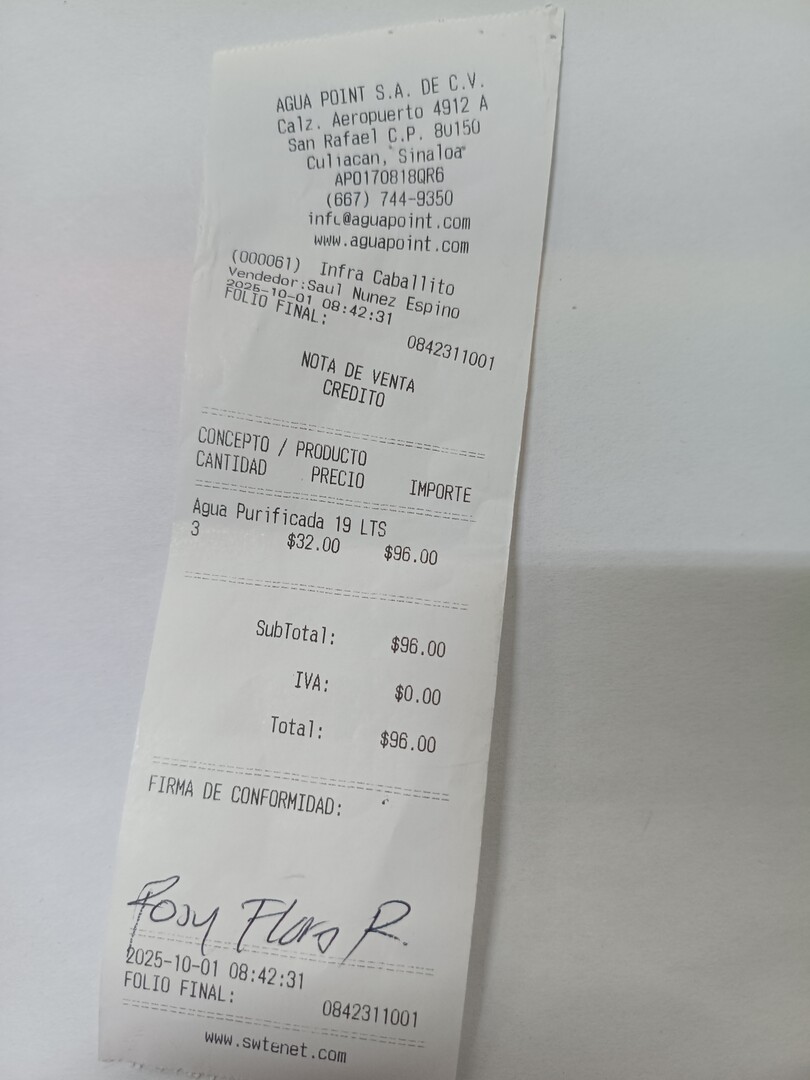 AGUA POINT S.A. DE C.V.
Calz. Aeropuerto 4912 A
San Rafael C.P. 80150
Culiacan, Sinaloa
APO170818QR6
(667) 744-9350
info@aguapoint.com
www.aguapoint.com
(000061) Infra Caballito
Vendedor:Saul Nunez Espino
2025-10-01 08:42:31
FOLIO FINAL:
0842311001
NOTA DE VENTA
CREDITO
CONCEPTO / PRODUCTO
CANTIDAD PRECIO IMPORTE
Agua Purificada 19 LTS
3 $32.00 $96.00
SubTotal: $96.00
IVA: $0.00
Total: $96.00
FIRMA DE CONFORMIDAD:
Rosy Flores R.
2025-10-01 08:42:31
FOLIO FINAL:
0842311001
www.swtenet.com